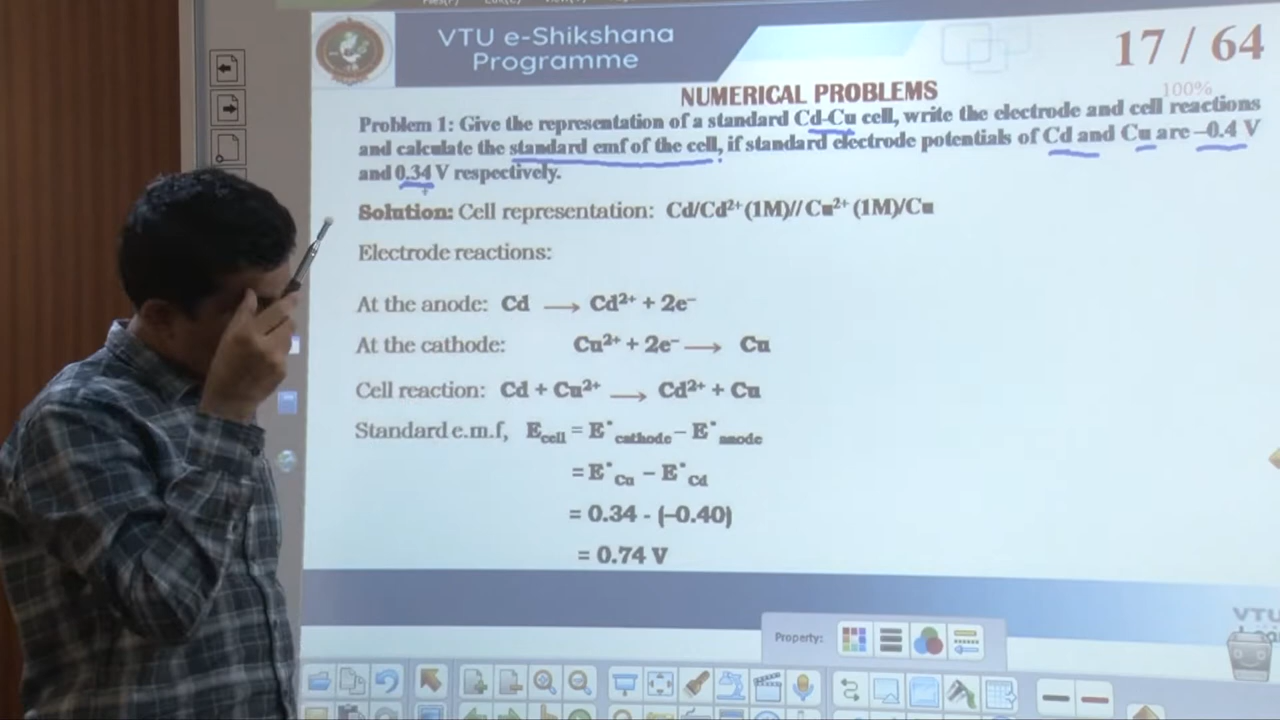 VTU e-Shikshana
Programme
17 / 64
100%
NUMERICAL PROBLEMS
Problem 1: Give the representation of a standard Cd-Cu cell, write the electrode and cell reactions
and calculate the standard emf of the cell, if standard electrode potentials of Cd and Cu are –0.4 V
and 0.34 V respectively.
Solution: Cell representation: Cd/Cd²⁺ (1M)// Cu²⁺ (1M)/Cu
Electrode reactions:
At the anode: Cd ⟶ Cd²⁺ + 2e⁻
At the cathode: Cu²⁺ + 2e⁻ ⟶ Cu
Cell reaction: Cd + Cu²⁺ ⟶ Cd²⁺ + Cu
Standard e.m.f, E cell = E° cathode – E° anode
= E° Cu – E° Cd
= 0.34 - (–0.40)
= 0.74 V
VTU
Property: